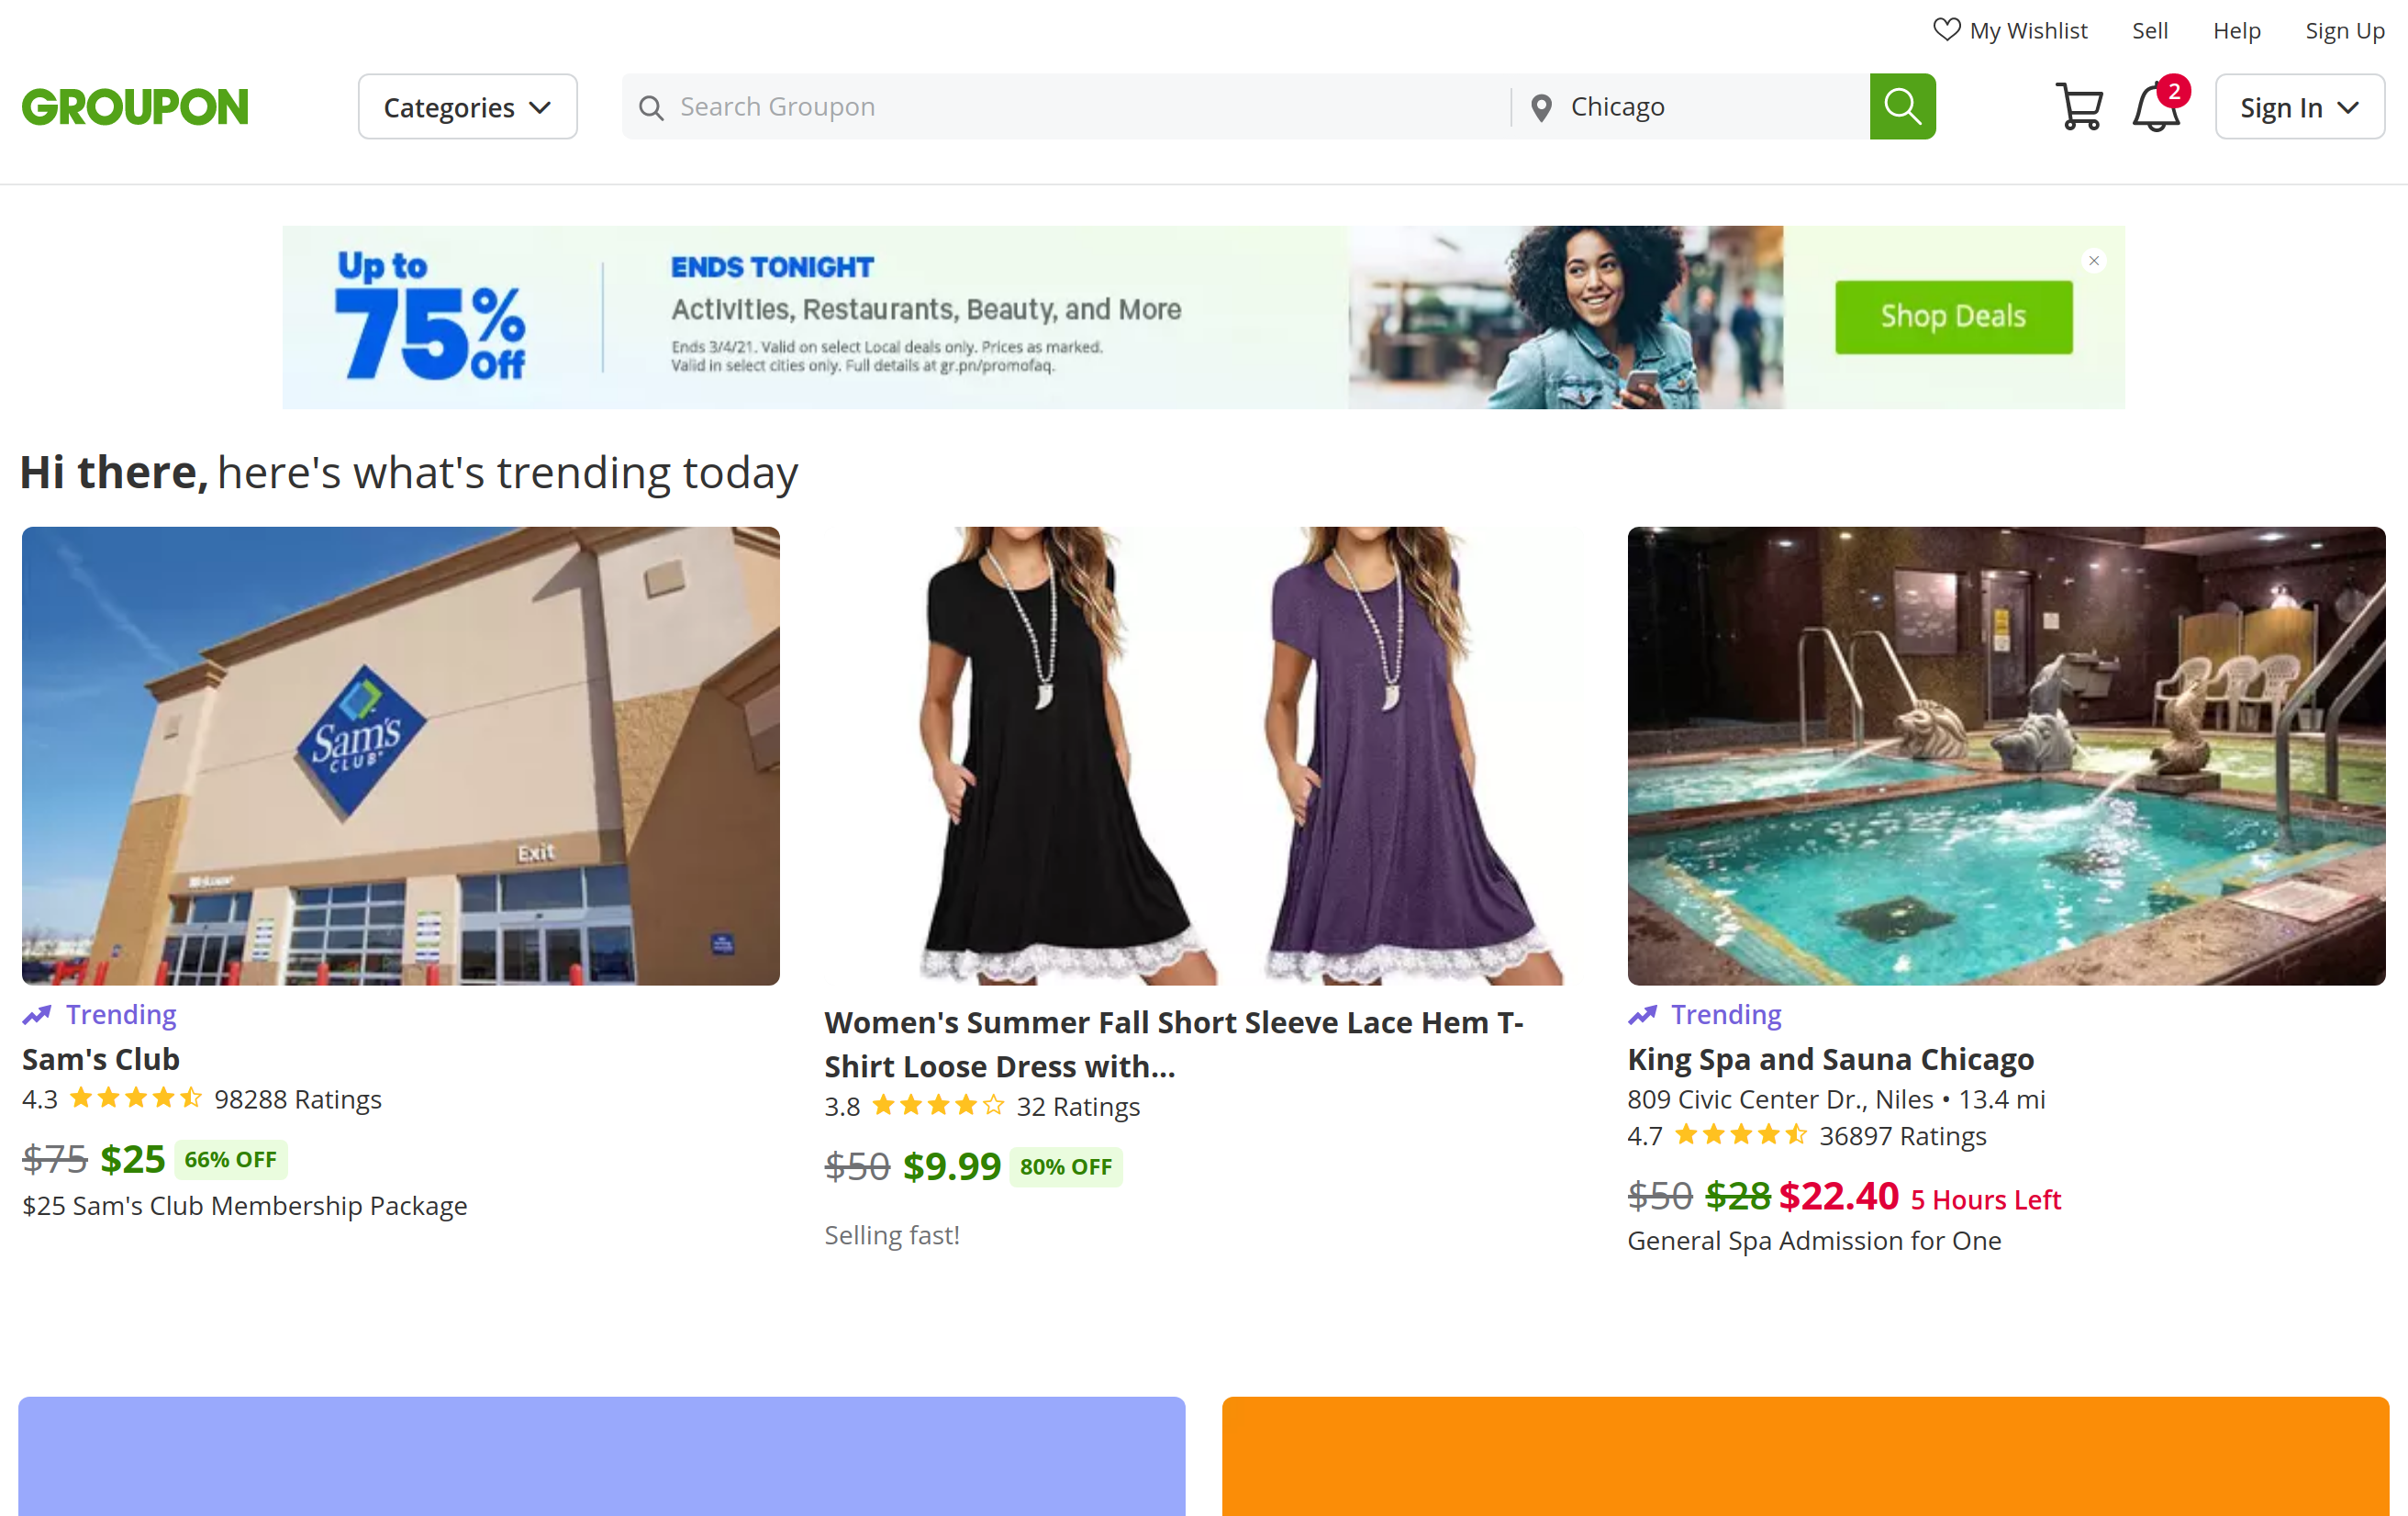 My Wishlist Sell Help Sign Up
GROUPON Categories Search Groupon Chicago 2 Sign In
Up to
75% Off
ENDS TONIGHT
Activities, Restaurants, Beauty, and More
Ends 3/4/21. Valid on select Local deals only. Prices as marked.
Valid in select cities only. Full details at gr.pn/promofaq.
Shop Deals
Hi there, here's what's trending today
Sam's
CLUB
Exit
Trending
Sam's Club
4.3 98288 Ratings
$75 $25 66% OFF
$25 Sam's Club Membership Package
Women's Summer Fall Short Sleeve Lace Hem T-
Shirt Loose Dress with...
3.8 32 Ratings
$50 $9.99 80% OFF
Selling fast!
Trending
King Spa and Sauna Chicago
809 Civic Center Dr., Niles • 13.4 mi
4.7 36897 Ratings
$50 $28 $22.40 5 Hours Left
General Spa Admission for One